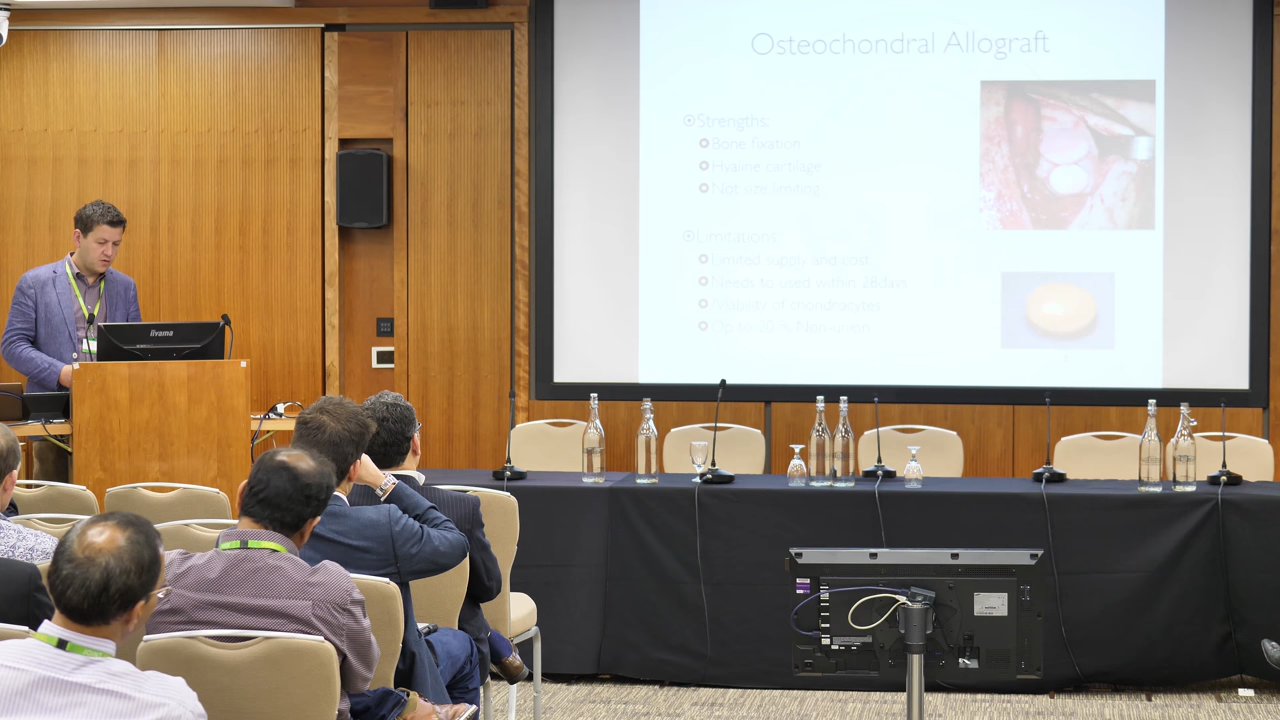 Osteochondral Allograft
Strengths:
Bone fixation
Hyaline cartilage
Not size limiting
Limitations
Limited supply and cost
Needs to used within 28days
Viability of chondrocytes
Up to 20% Non-union
iiyama